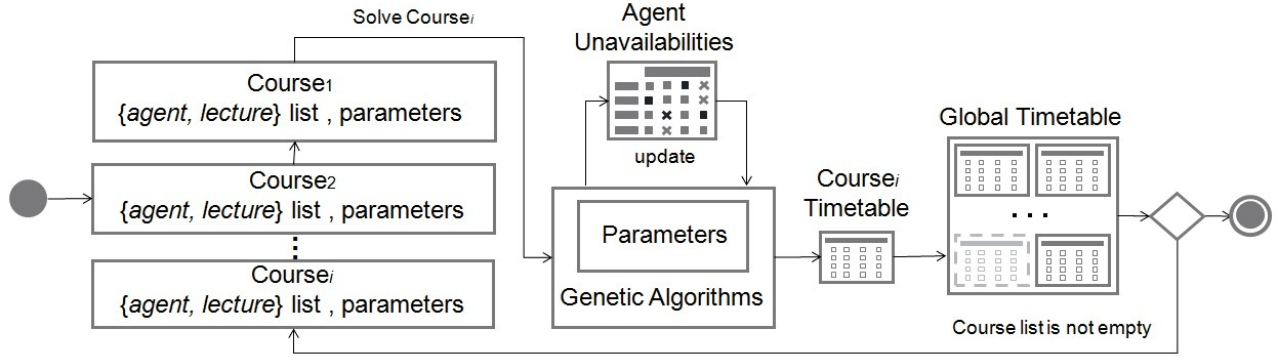 Solve Coursei
Course1
{agent, lecture} list , parameters
Course2
{agent, lecture} list , parameters
Coursei
{agent, lecture} list , parameters
Agent
Unavailabilities
update
Parameters
Genetic Algorithms
Coursei
Timetable
Global Timetable
Course list is not empty